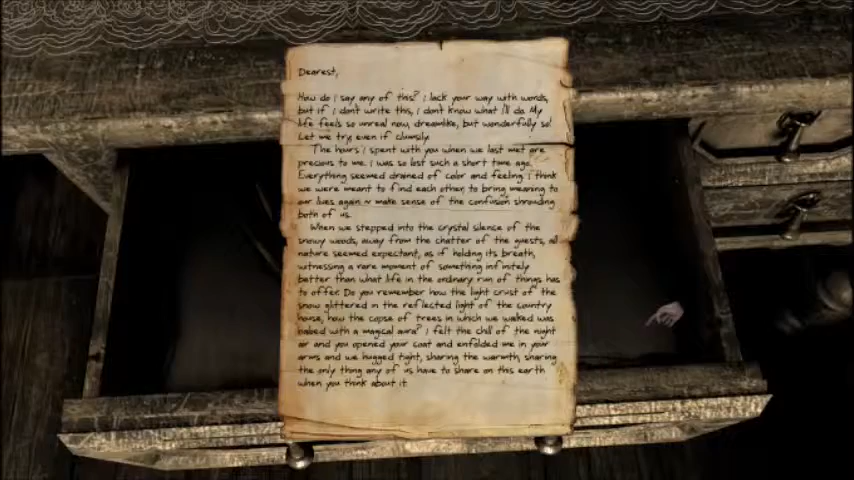 Dearest,
How do i say any of this? i lack your way with words,
but if i don't write this, i don't know what i'll do. My
life feels so unreal now, dreamlike, but wonderfully so!
Let me try, even if clumsily.
The hours i spent with you when we last met are
precious to me. i was so lost such a short time ago.
Everything seemed drained of color and feeling. i think
we were meant to find each other, to bring meaning to
our lives again ~ make sense of the confusion shrouding
both of us.
When we stepped into the crystal silence of the
snowy woods, away from the chatter of the guests, all
nature seemed expectant, as if holding its breath,
witnessing a rare moment of something infinitely
better than what life in the ordinary run of things has
to offer. Do you remember how the light crust of the
snow glittered in the reflected light of the country
house, how the copse of trees in which we walked was
imbued with a magical aura? i felt the chill of the night
air and you opened your coat and enfolded me in your
arms and we hugged tight, sharing the warmth, sharing
the only thing any of us have to share on this earth
when you think about it.